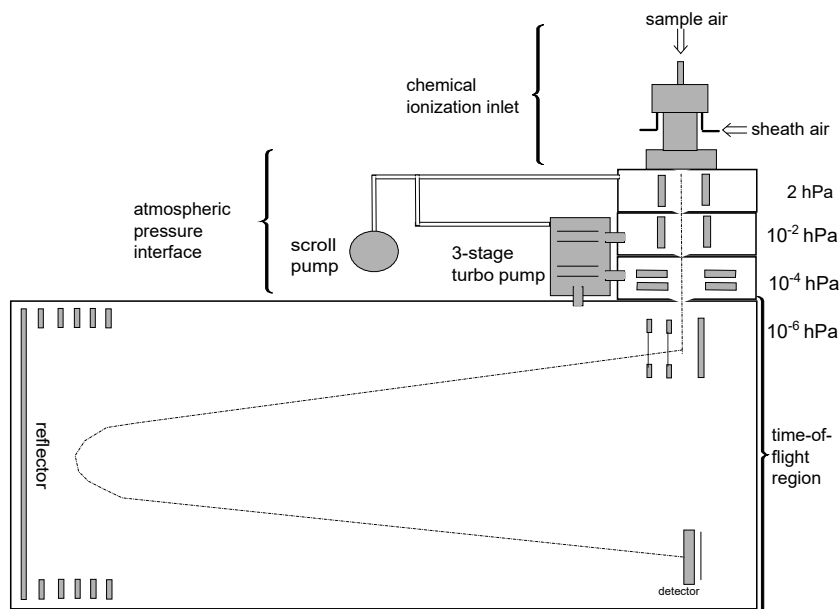 sample air
chemical
ionization inlet
sheath air
2 hPa
atmospheric
pressure
interface
10⁻² hPa
scroll
pump
3-stage
turbo pump
10⁻⁴ hPa
10⁻⁶ hPa
reflector
time-of-
flight
region
detector